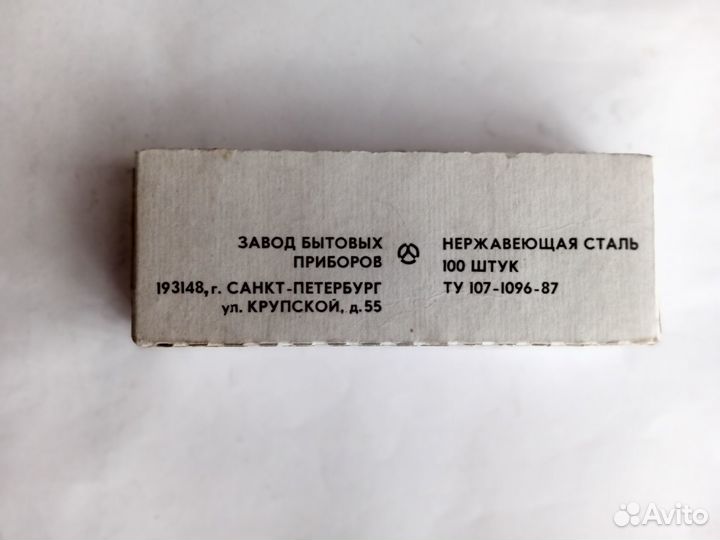 ЗАВОД БЫТОВЫХ
ПРИБОРОВ
193148, г. САНКТ-ПЕТЕРБУРГ
ул. КРУПСКОЙ, д. 55
НЕРЖАВЕЮЩАЯ СТАЛЬ
100 ШТУК
ТУ 107-1096-87
Avito